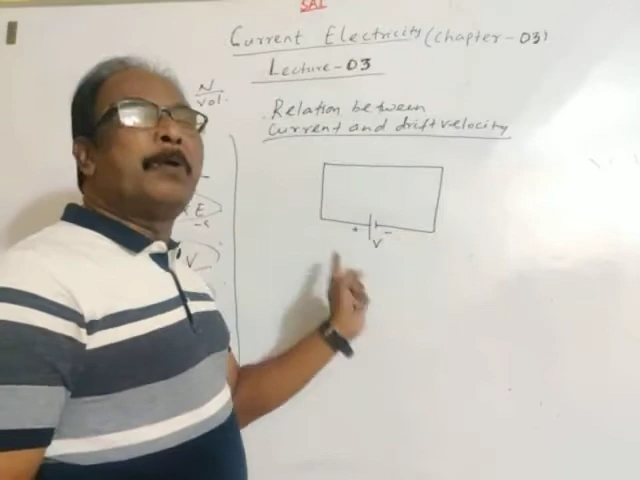 SAI
Current Electricity (Chapter-03)
Lecture-03
N
vol.
Relation between
Current and drift velocity
E
V
+ -
V